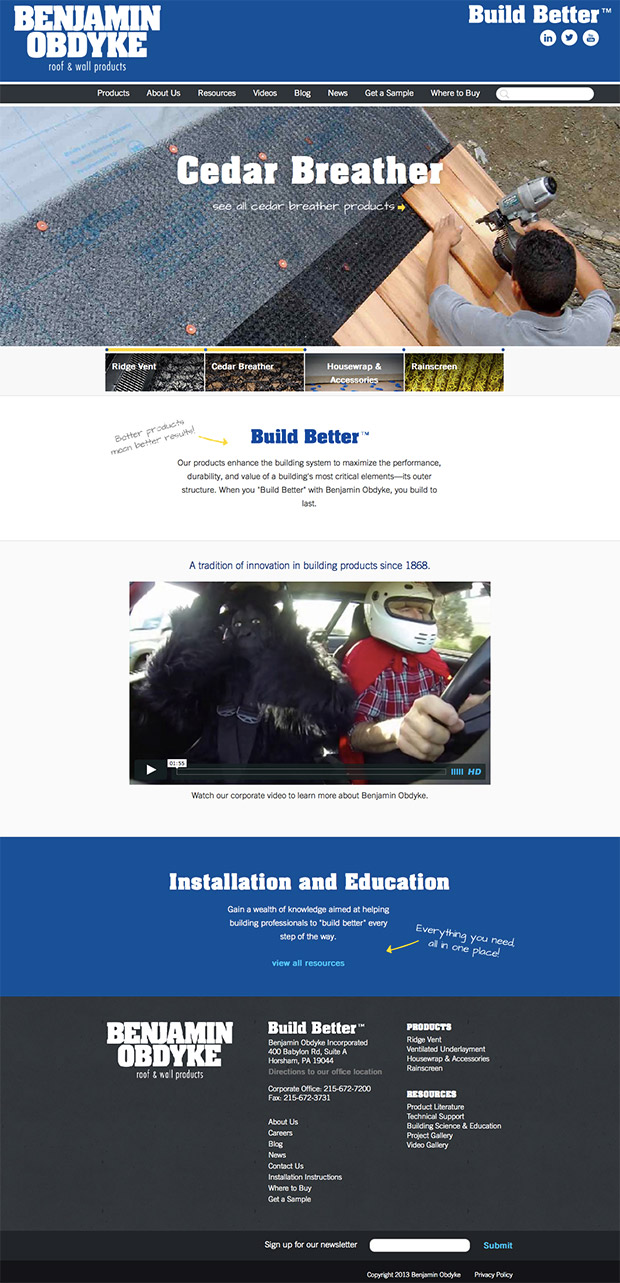 BENJAMIN
OBDYKE
roof & wall products
Build Better™
in
You
Products About Us Resources Videos Blog News Get a Sample Where to Buy
Cedar Breather
see all cedar breather products
Ridge Vent
Cedar Breather
Housewrap &
Accessories
Rainscreen
Better products
mean better results!
Build Better™
Our products enhance the building system to maximize the performance,
durability, and value of a building's most critical elements—its outer
structure. When you "Build Better" with Benjamin Obdyke, you build to
last.
A tradition of innovation in building products since 1868.
01:55
HD
Watch our corporate video to learn more about Benjamin Obdyke.
Installation and Education
Gain a wealth of knowledge aimed at helping
building professionals to "build better" every
step of the way.
Everything you need,
all in one place!
view all resources
BENJAMIN
OBDYKE
roof & wall products
Build Better™
Benjamin Obdyke Incorporated
400 Babylon Rd, Suite A
Horsham, PA 19044
Directions to our office location
Corporate Office: 215-672-7200
Fax: 215-672-3731
About Us
Careers
Blog
News
Contact Us
Installation Instructions
Where to Buy
Get a Sample
PRODUCTS
Ridge Vent
Ventilated Underlayment
Housewrap & Accessories
Rainscreen
RESOURCES
Product Literature
Technical Support
Building Science & Education
Project Gallery
Video Gallery
Sign up for our newsletter
Submit
Copyright 2013 Benjamin Obdyke Privacy Policy